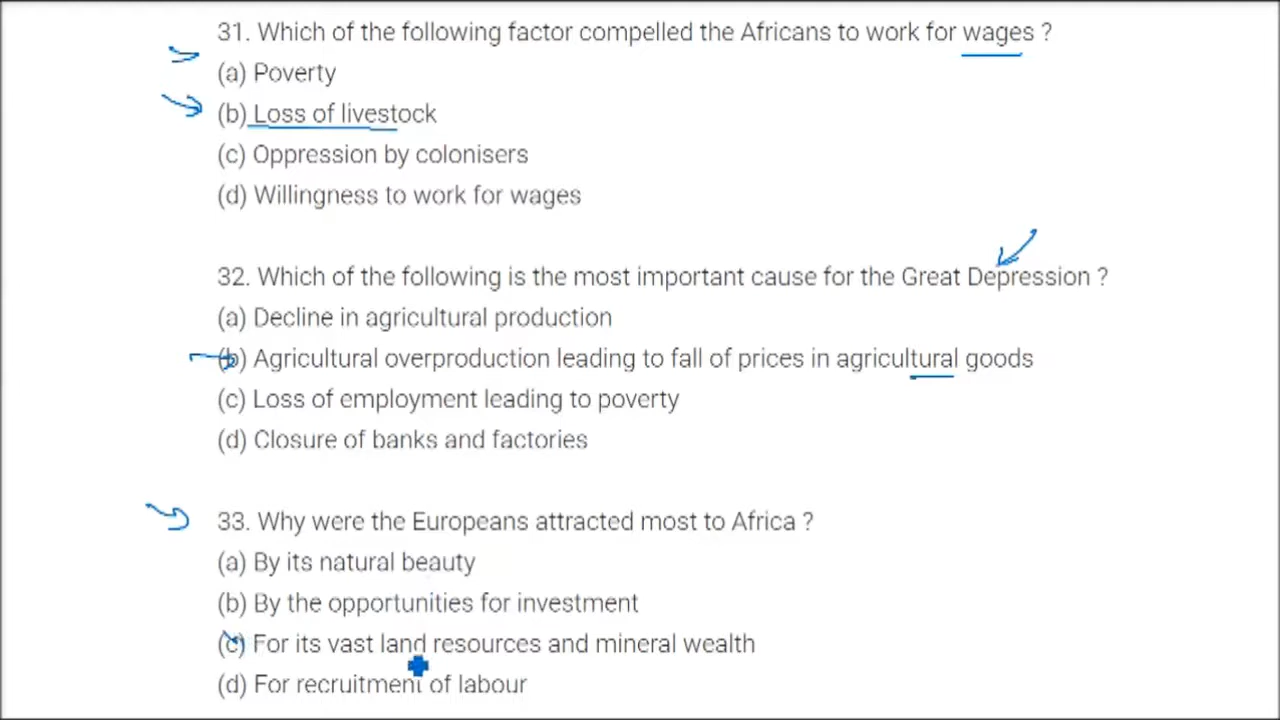 31. Which of the following factor compelled the Africans to work for wages ?
(a) Poverty
(b) Loss of livestock
(c) Oppression by colonisers
(d) Willingness to work for wages
32. Which of the following is the most important cause for the Great Depression ?
(a) Decline in agricultural production
(b) Agricultural overproduction leading to fall of prices in agricultural goods
(c) Loss of employment leading to poverty
(d) Closure of banks and factories
33. Why were the Europeans attracted most to Africa ?
(a) By its natural beauty
(b) By the opportunities for investment
(c) For its vast land resources and mineral wealth
(d) For recruitment of labour